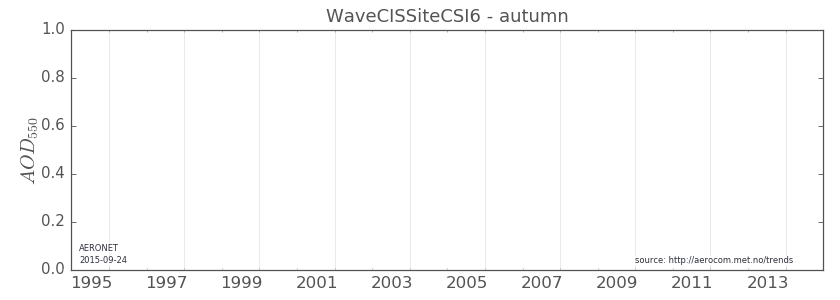 WaveCISSiteCSI6 - autumn
1.0
0.8
0.6
0.4
0.2
0.0
AOD550
AERONET
2015-09-24
source: http://aerocom.met.no/trends
1995 1997 1999 2001 2003 2005 2007 2009 2011 2013